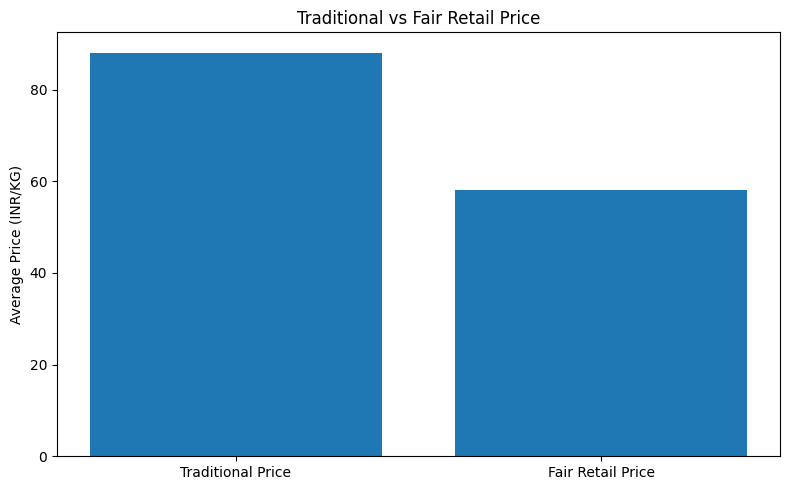 Traditional vs Fair Retail Price
Average Price (INR/KG)
80
60
40
20
0
Traditional Price
Fair Retail Price